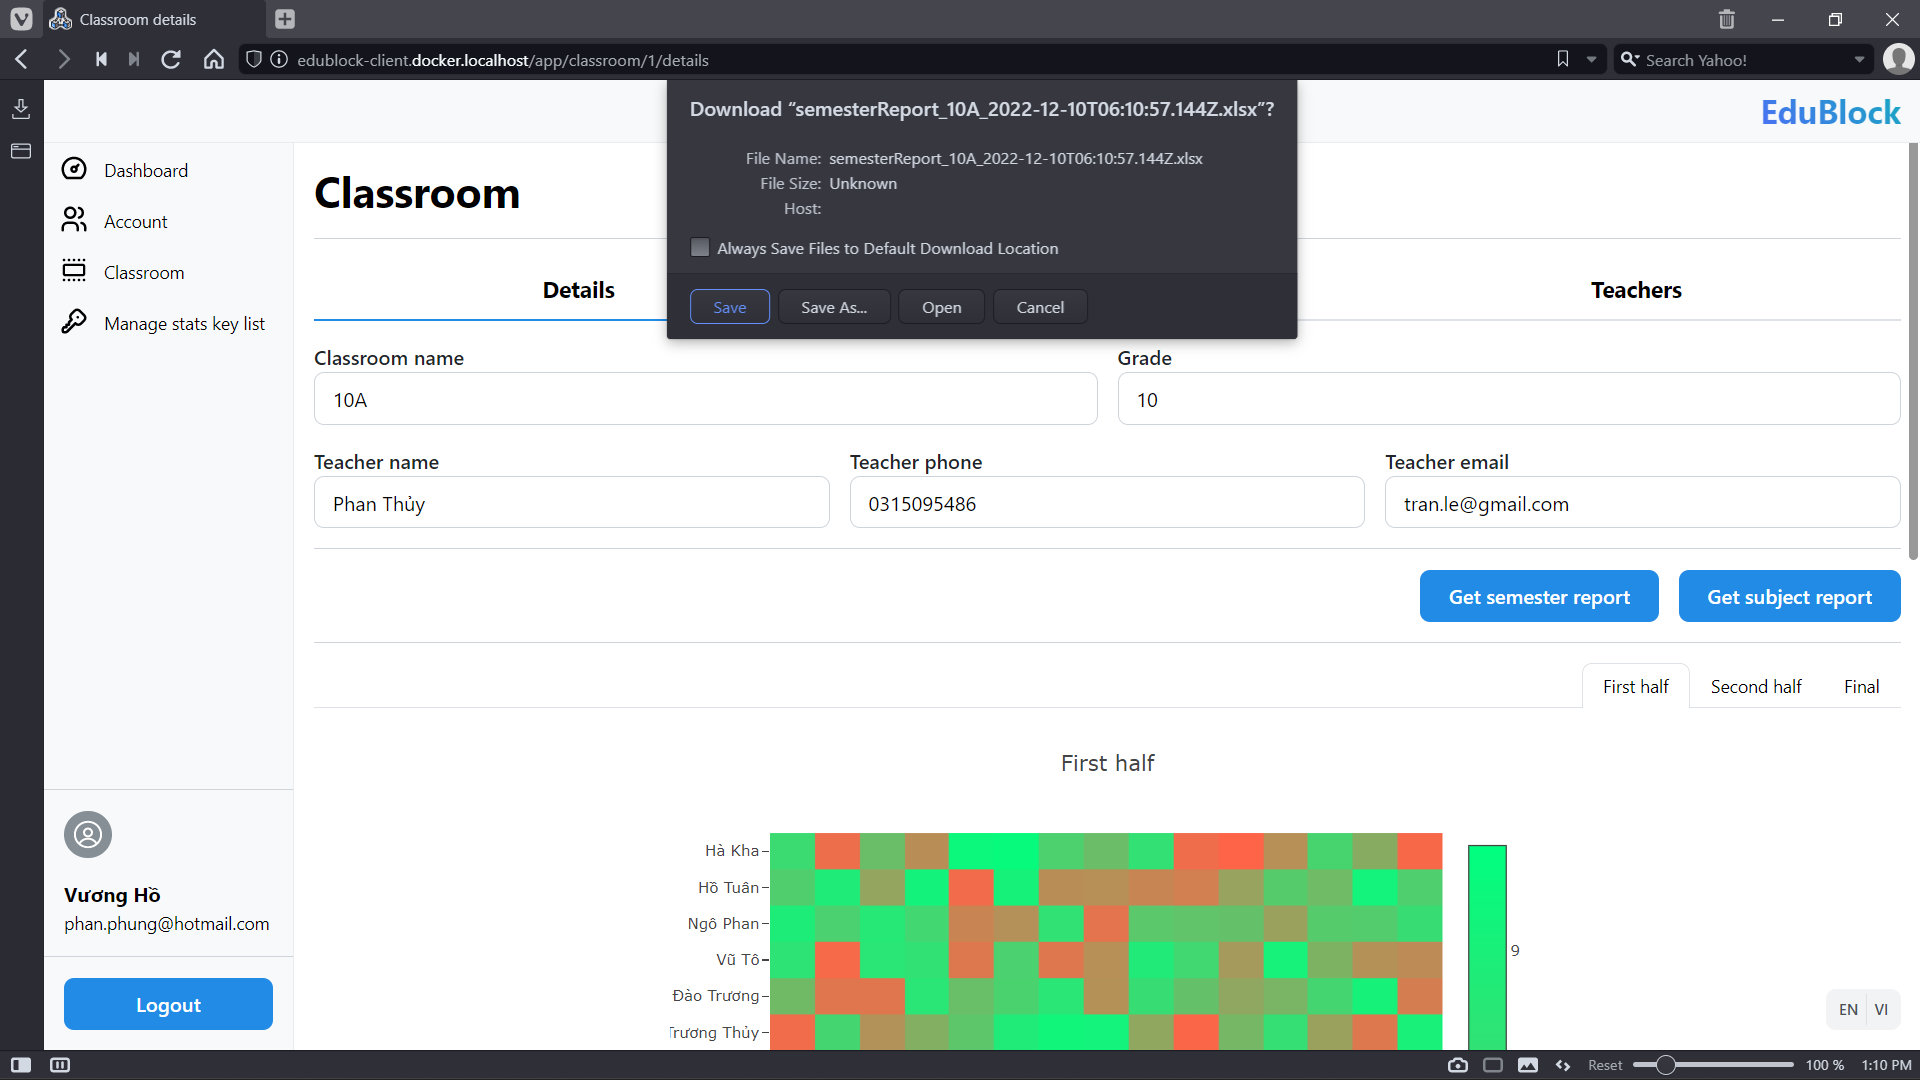 Classroom details
edublock-client.docker.localhost/app/classroom/1/details
Search Yahoo!
Download “semesterReport_10A_2022-12-10T06:10:57.144Z.xlsx”?
File Name: semesterReport_10A_2022-12-10T06:10:57.144Z.xlsx
File Size: Unknown
Host:
Always Save Files to Default Download Location
Save
Save As...
Open
Cancel
EduBlock
Dashboard
Account
Classroom
Manage stats key list
Classroom
Details
Teachers
Classroom name
Grade
10A
10
Teacher name
Teacher phone
Teacher email
Phan Thủy
0315095486
tran.le@gmail.com
Get semester report
Get subject report
First half
Second half
Final
First half
Hà Kha
Hồ Tuân
Ngô Phan
Vũ Tô
Đào Trương
Trương Thủy
9
Vương Hồ
phan.phung@hotmail.com
Logout
EN
VI
Reset
100 %
1:10 PM